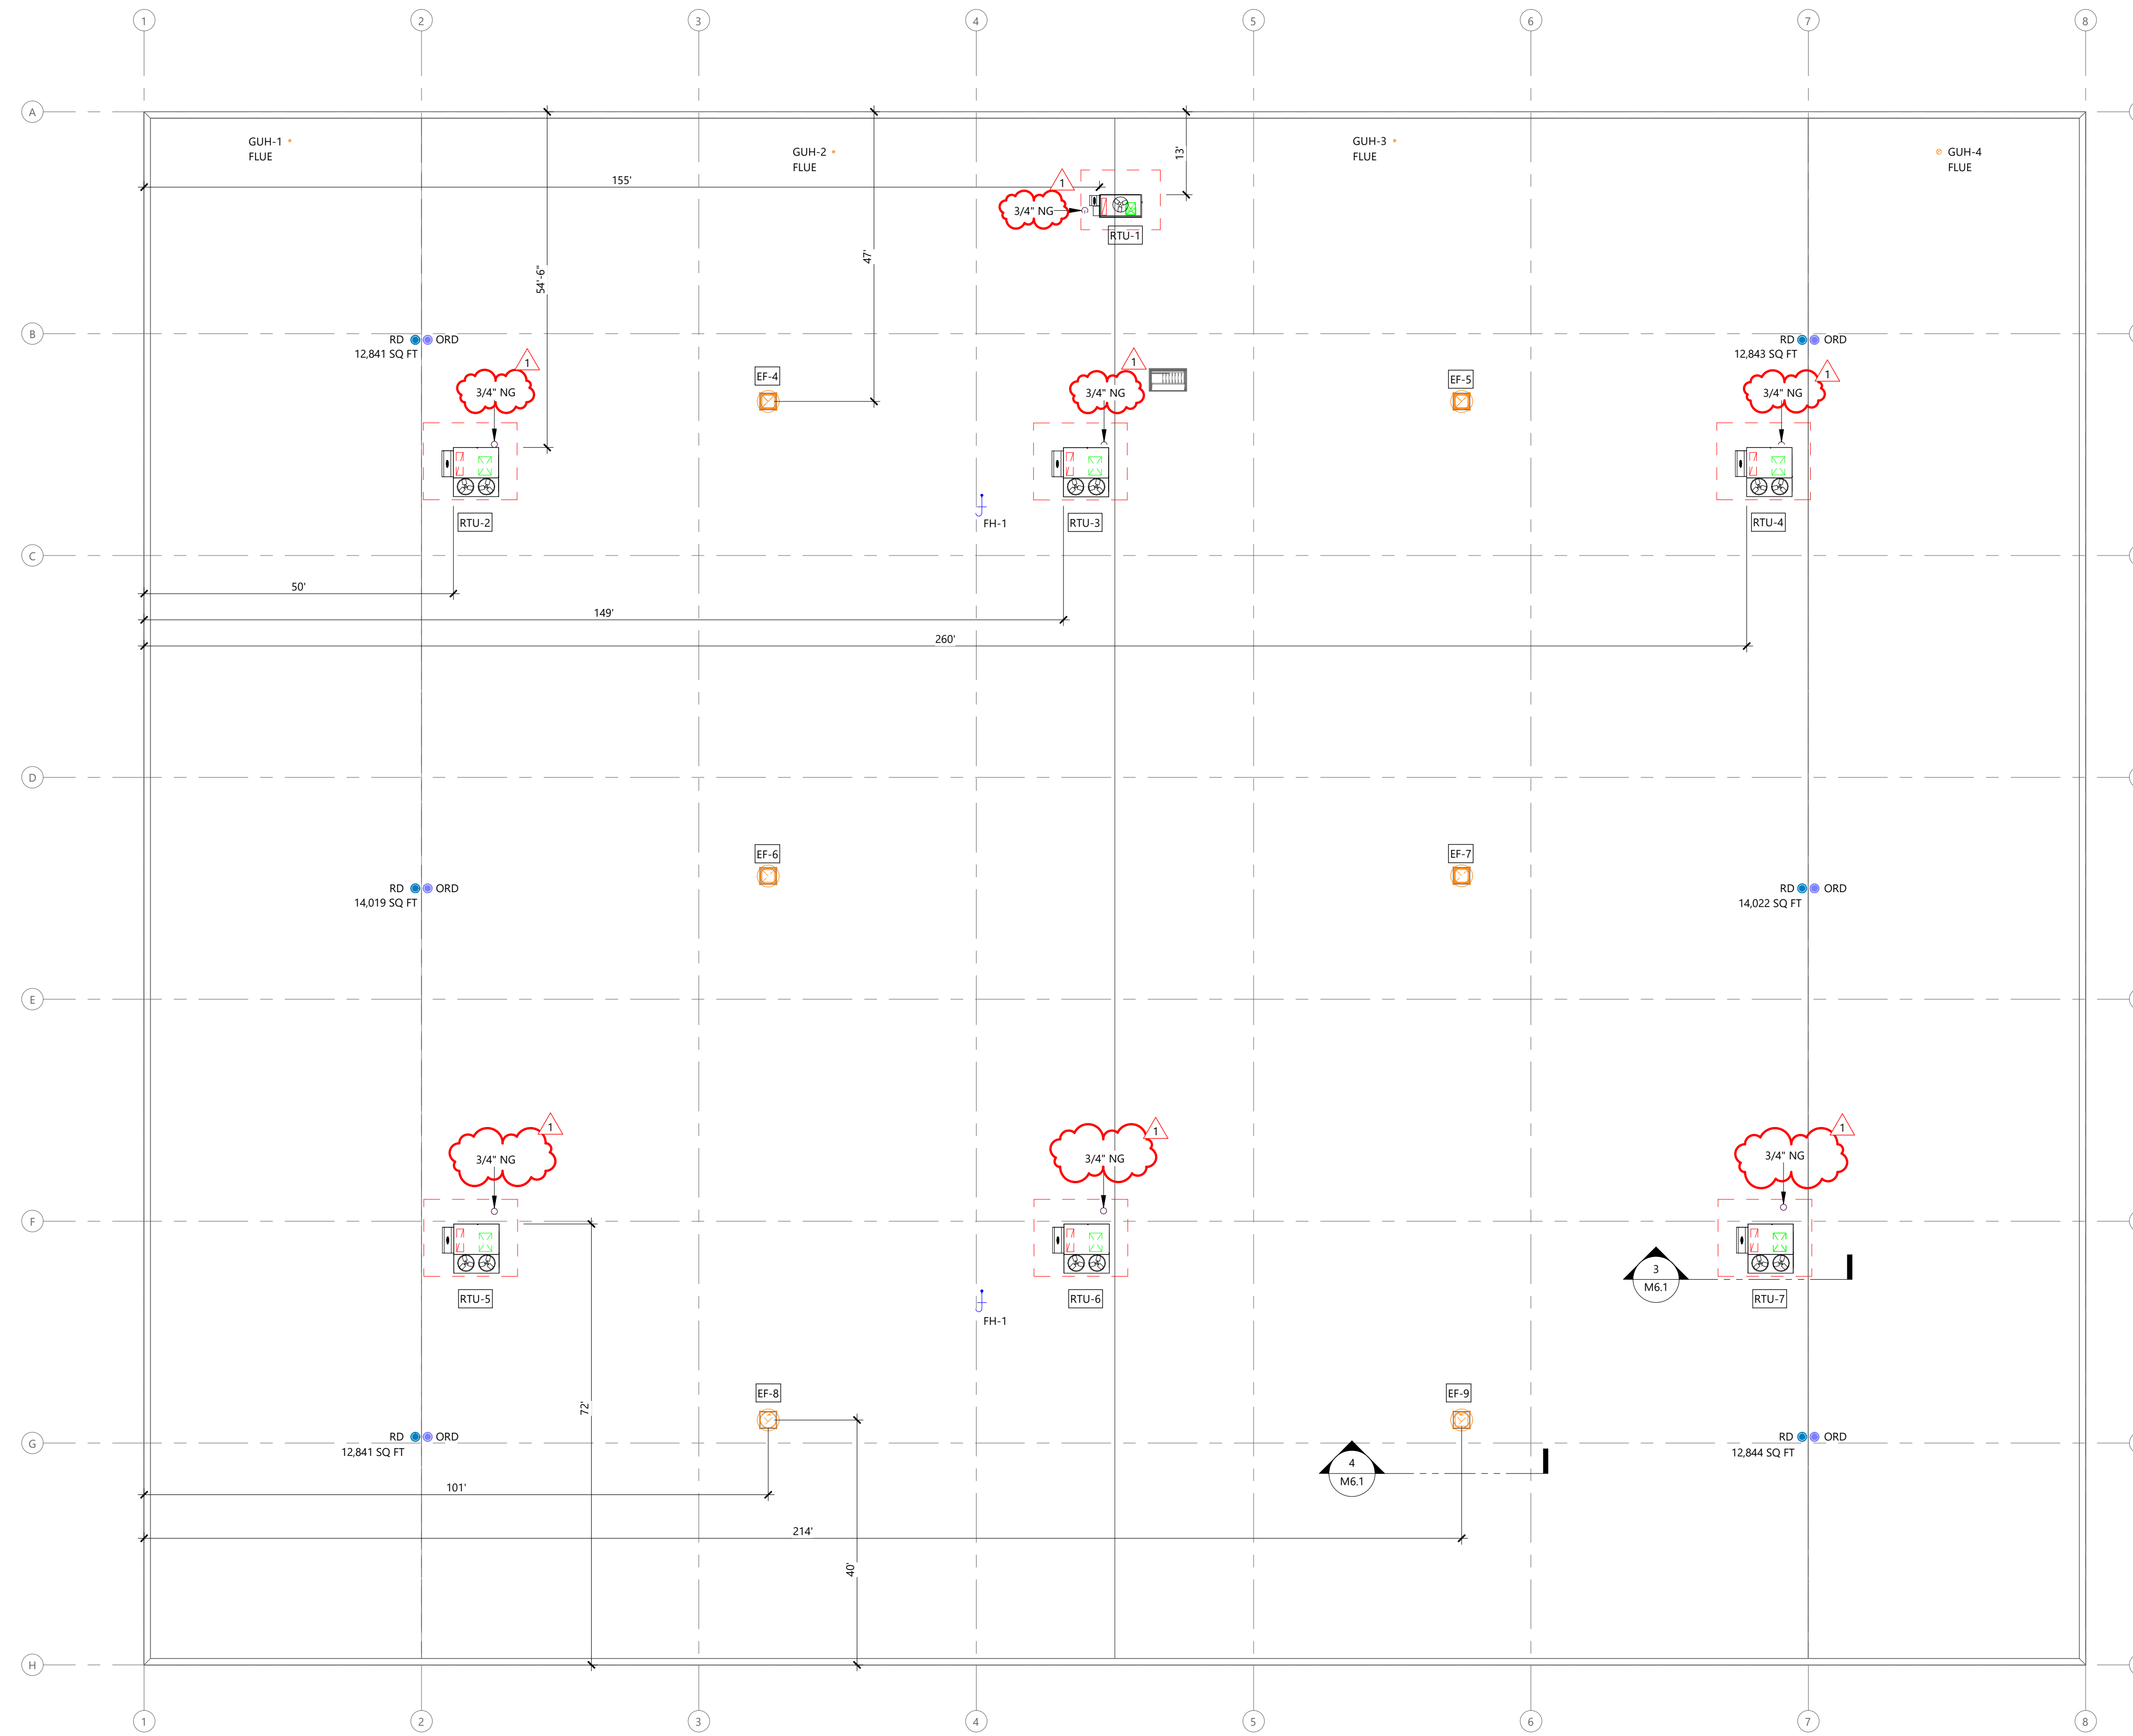 1
2
3
4
5
6
7
8
A
GUH-1
FLUE
GUH-2
FLUE
GUH-3
FLUE
GUH-4
FLUE
13'
155'
1
3/4" NG
RTU-1
47'
54'-6"
B
RD
ORD
12,841 SQ FT
RD
ORD
12,843 SQ FT
1
3/4" NG
EF-4
1
3/4" NG
EF-5
1
3/4" NG
RTU-2
FH-1
RTU-3
RTU-4
C
50'
149'
260'
D
EF-6
EF-7
RD
ORD
14,019 SQ FT
RD
ORD
14,022 SQ FT
E
1
3/4" NG
1
3/4" NG
1
3/4" NG
F
RTU-5
RTU-6
3
M6.1
RTU-7
FH-1
EF-8
EF-9
72'
RD
ORD
12,841 SQ FT
G
4
M6.1
RD
ORD
12,844 SQ FT
101'
214'
40'
H
1
2
3
4
5
6
7
8